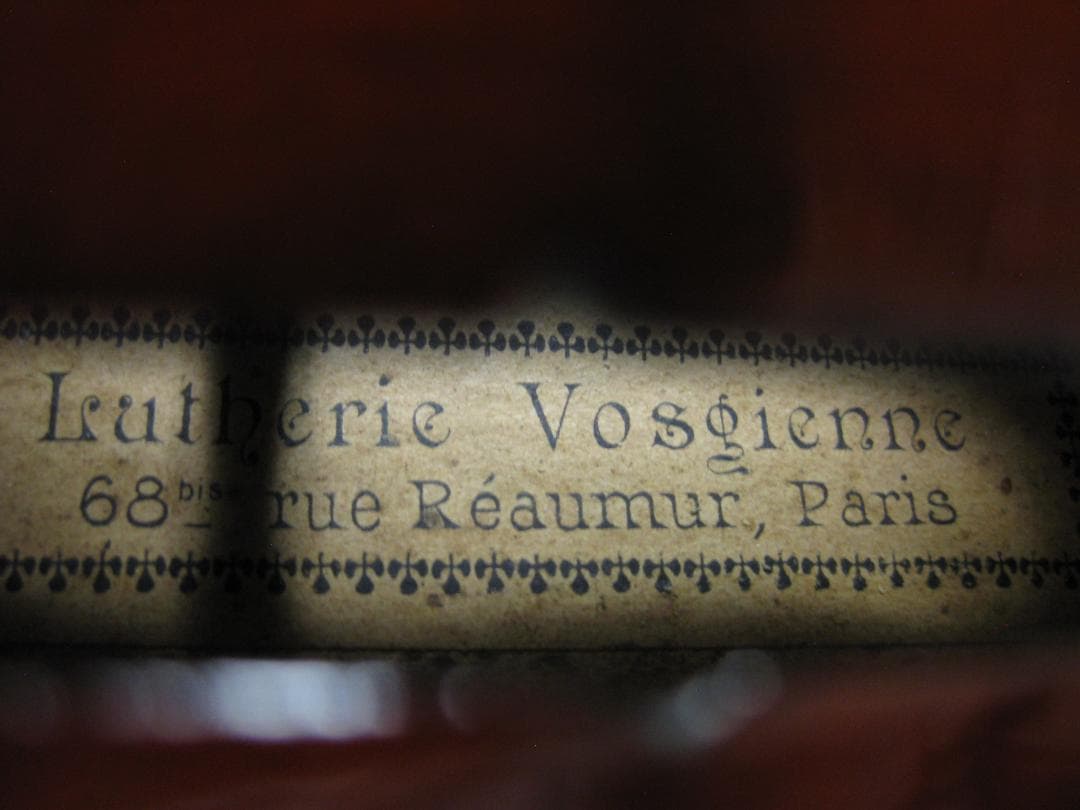 Lutherie Vosgienne
68bis rue Réaumur, Paris